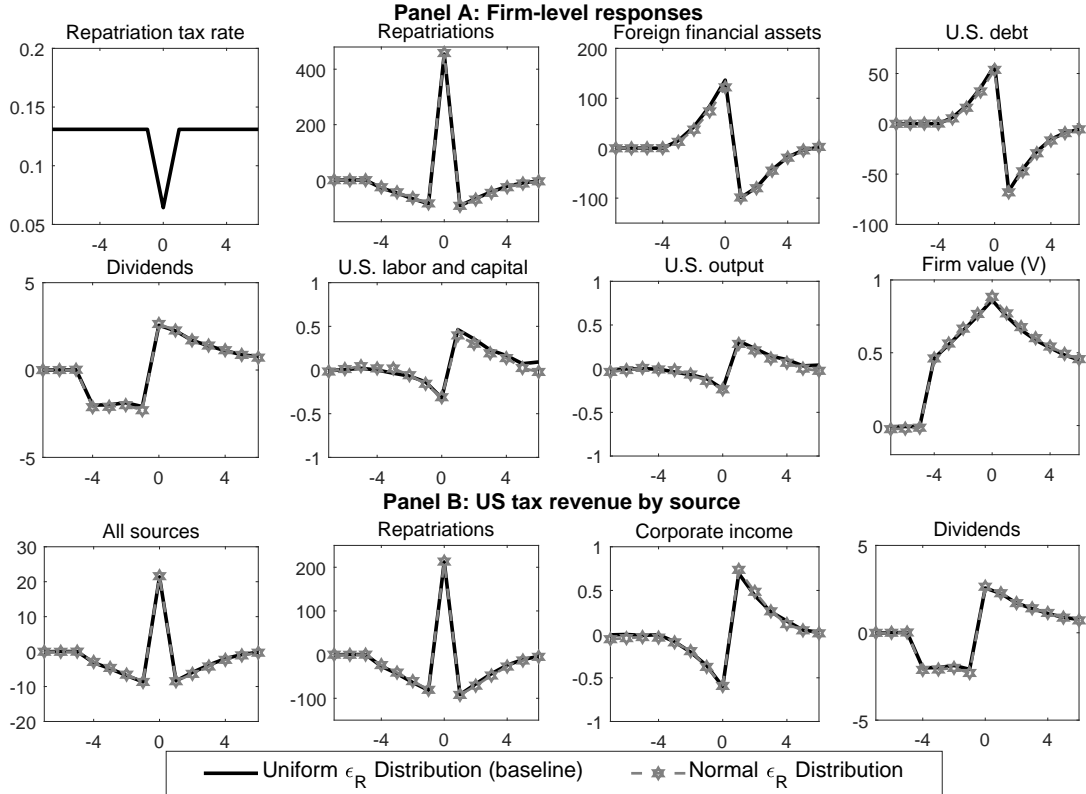 Panel A: Firm-level responses
Repatriation tax rate
0.2
0.15
0.1
0.05
-4 0 4
Repatriations
400
200
0
-4 0 4
Foreign financial assets
200
100
0
-100
-4 0 4
U.S. debt
50
0
-50
-100
-4 0 4
Dividends
5
0
-5
-4 0 4
U.S. labor and capital
1
0.5
0
-0.5
-1
-4 0 4
U.S. output
1
0.5
0
-0.5
-1
-4 0 4
Firm value (V)
1
0.5
0
-4 0 4
Panel B: US tax revenue by source
All sources
30
20
10
0
-10
-20
-4 0 4
Repatriations
200
100
0
-100
-4 0 4
Corporate income
1
0.5
0
-0.5
-1
-4 0 4
Dividends
5
0
-5
-4 0 4
Uniform ϵ_R Distribution (baseline) Normal ϵ_R Distribution